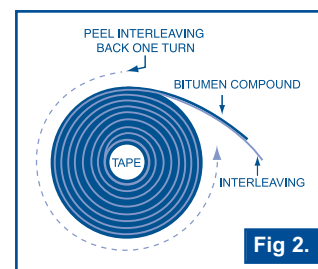 PEEL INTERLEAVING
BACK ONE TURN
BITUMEN COMPOUND
TAPE
INTERLEAVING
Fig 2.